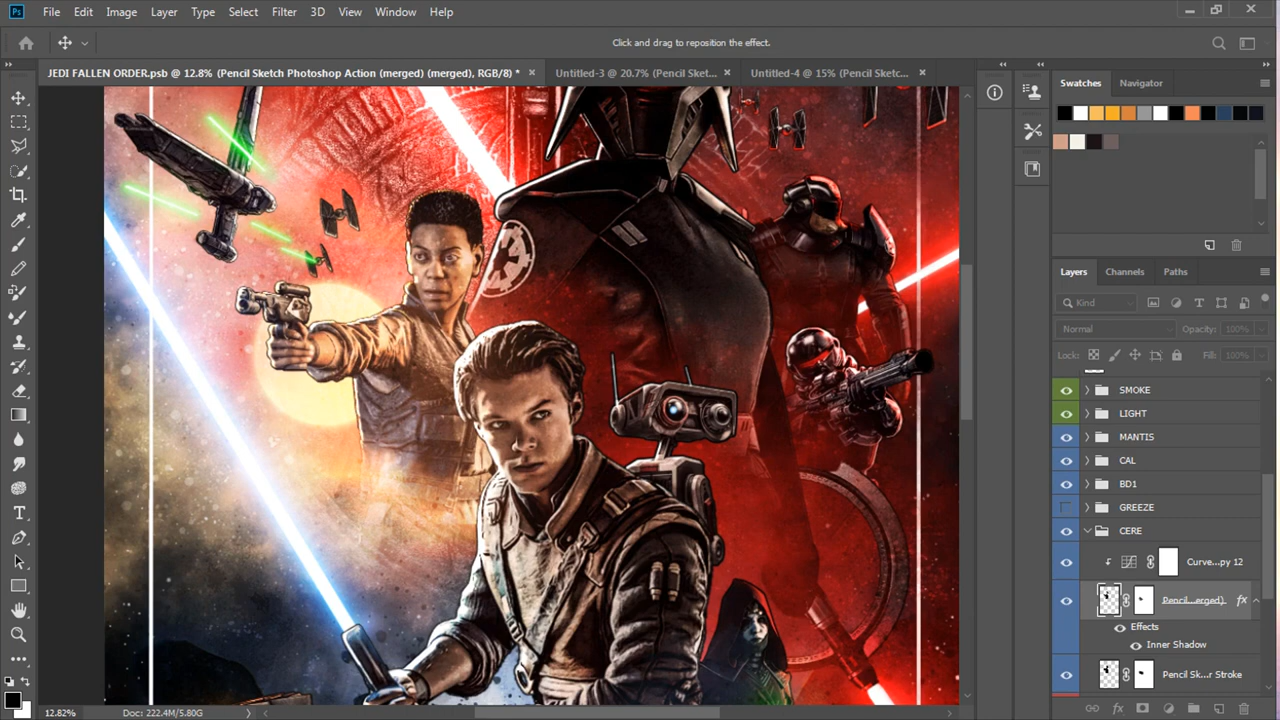 Ps File Edit Image Layer Type Select Filter 3D View Window Help
Click and drag to reposition the effect.
JEDI FALLEN ORDER.psb @ 12.8% (Pencil Sketch Photoshop Action (merged) (merged), RGB/8) * ×
Untitled-3 @ 20.7% (Pencil Sket... ×
Untitled-4 @ 15% (Pencil Sketc... ×
Swatches Navigator
Layers Channels Paths
Kind
Normal Opacity: 100%
Lock: Fill: 100%
SMOKE
LIGHT
MANTIS
CAL
BD1
GREEZE
CERE
Curve...py 12
Pencil...erged) fx
Effects
Inner Shadow
Pencil Sk...r Stroke
12.82% Doc: 222.4M/5.80G
fx